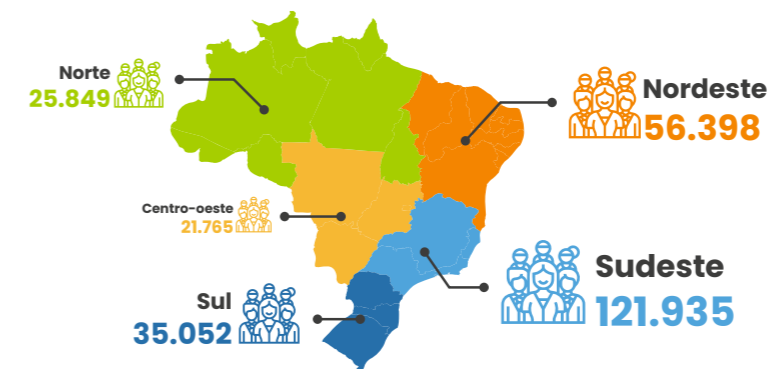 Norte
25.849
Nordeste
56.398
Centro-oeste
21.765
Sudeste
121.935
Sul
35.052